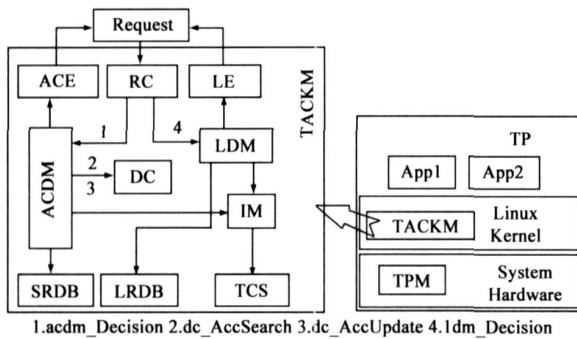 Request
ACE
RC
LE
TACKM
1
4
LDM
ACDM
2
3
DC
IM
SRDB
LRDB
TCS
TP
App1
App2
TACKM
Linux
Kernel
TPM
System
Hardware
1.acdm_Decision 2.dc_AccSearch 3.dc_AccUpdate 4.1dm_Decision